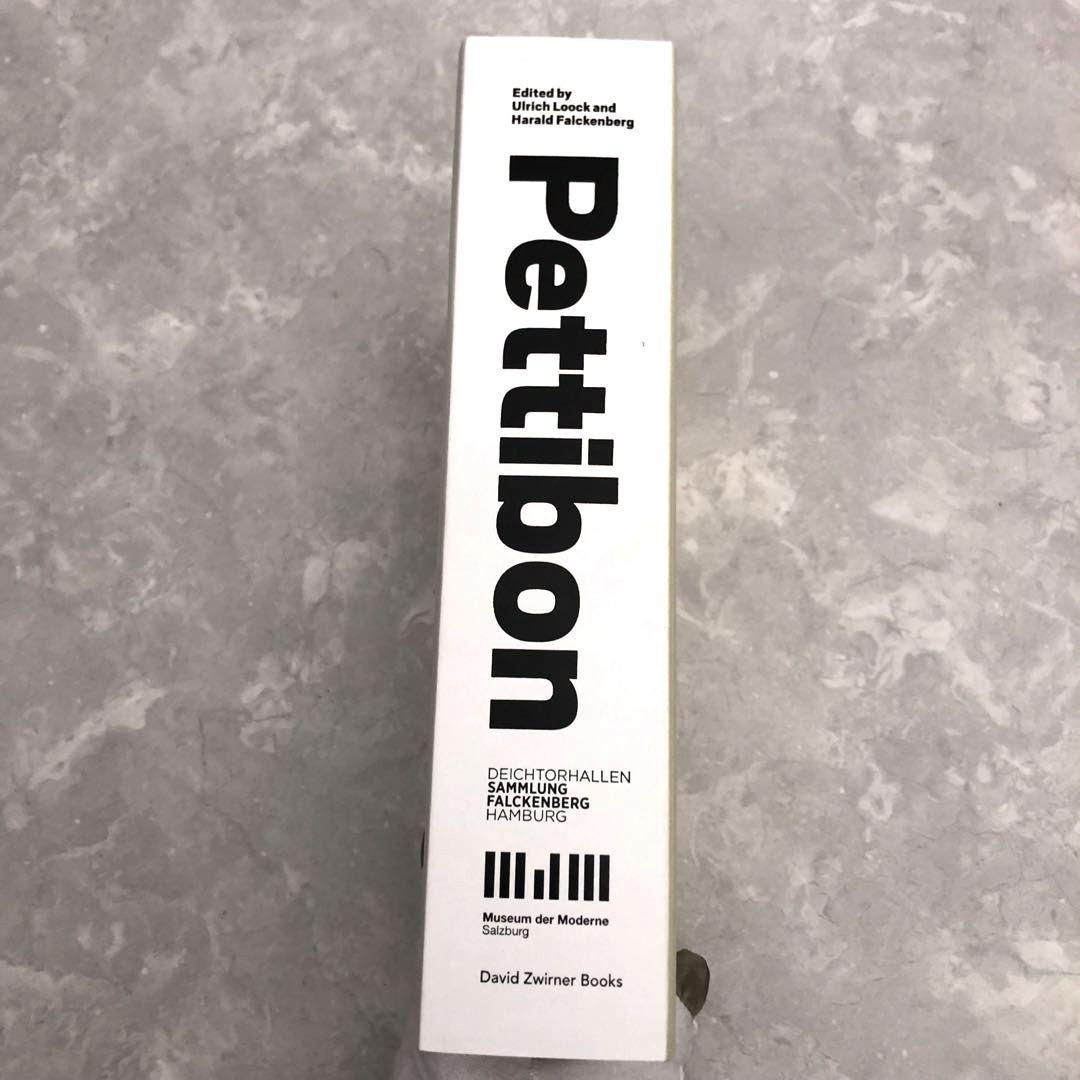 Edited by
Ulrich Loock and
Harald Falckenberg
Pettibon
DEICHTORHALLEN
SAMMLUNG
FALCKENBERG
HAMBURG
Museum der Moderne
Salzburg
David Zwirner Books